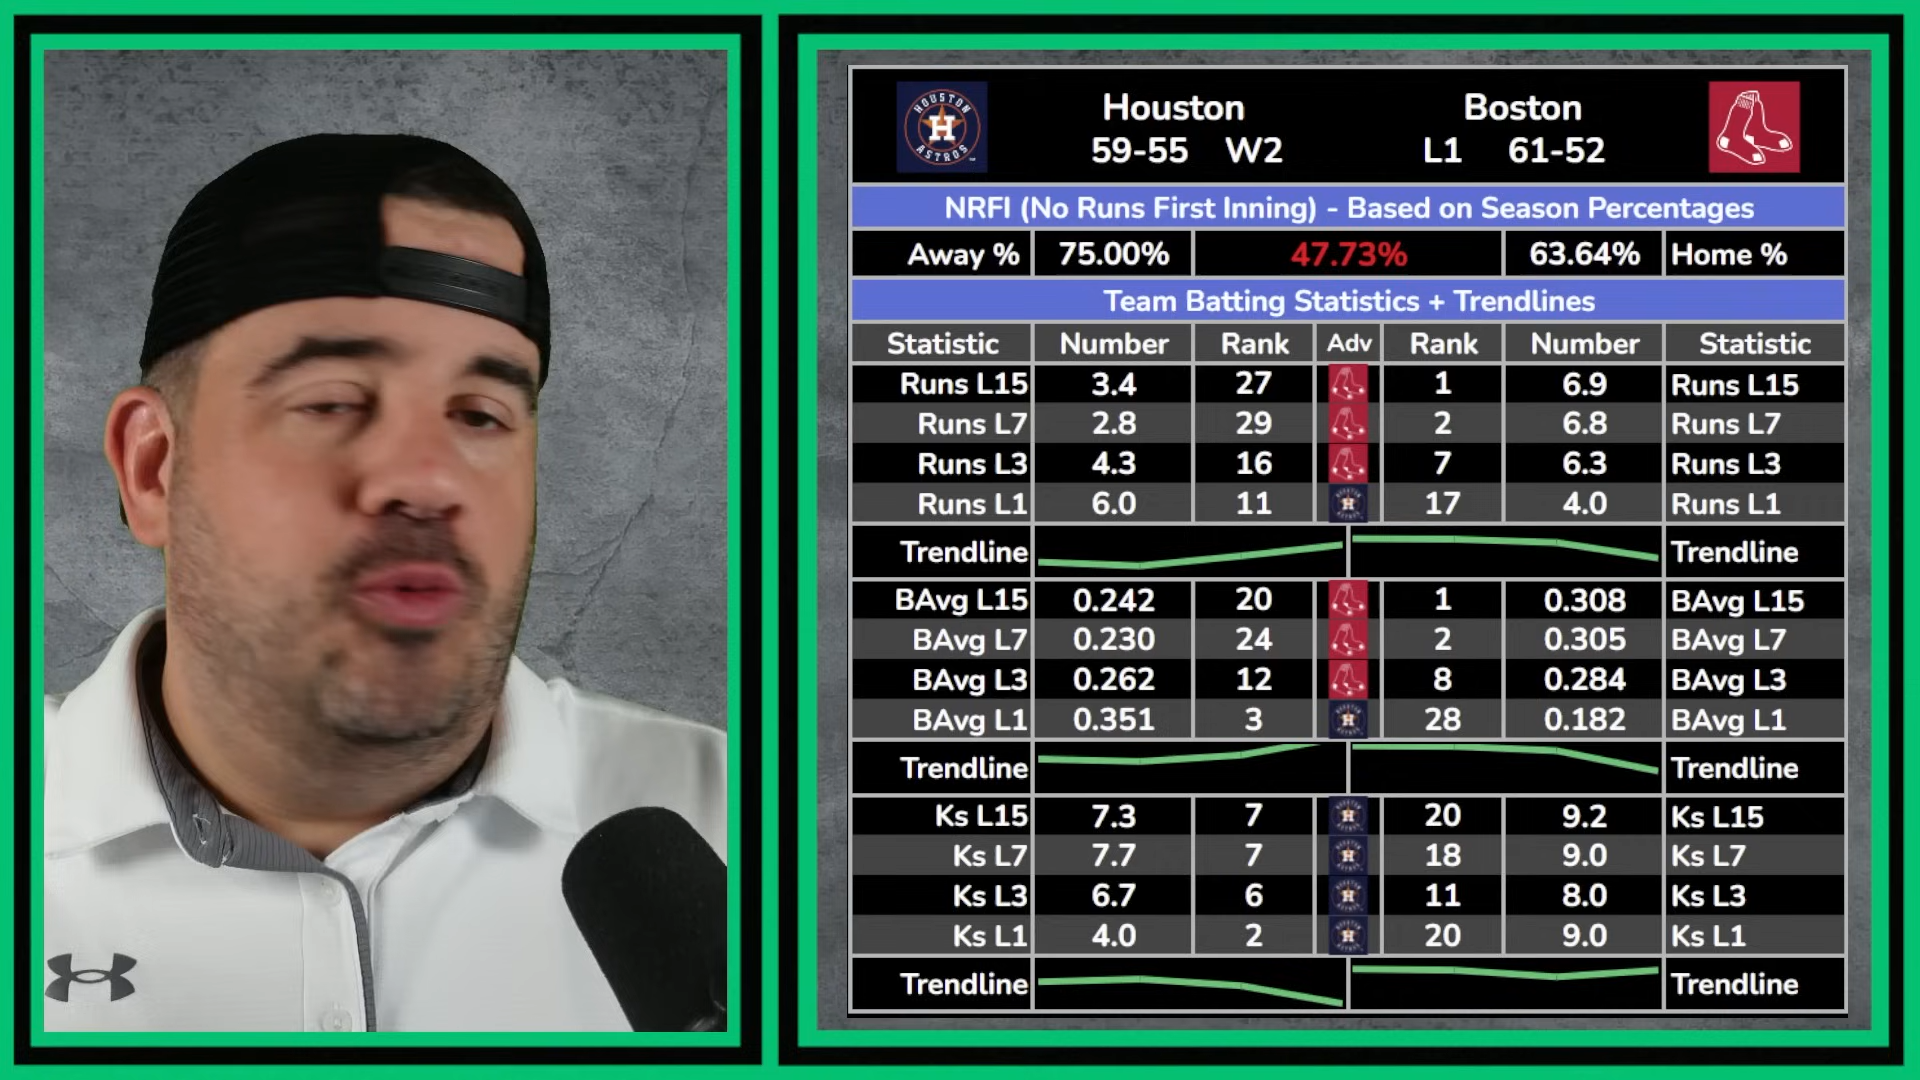 HOUSTON
H
ASTROS
Houston
59-55 W2
Boston
L1 61-52
NRFI (No Runs First Inning) - Based on Season Percentages
Away % 75.00% 47.73% 63.64% Home %
Team Batting Statistics + Trendlines
Statistic Number Rank Adv Rank Number Statistic
Runs L15 3.4 27 1 6.9 Runs L15
Runs L7 2.8 29 2 6.8 Runs L7
Runs L3 4.3 16 7 6.3 Runs L3
Runs L1 6.0 11 H 17 4.0 Runs L1
Trendline Trendline
BAvg L15 0.242 20 1 0.308 BAvg L15
BAvg L7 0.230 24 2 0.305 BAvg L7
BAvg L3 0.262 12 8 0.284 BAvg L3
BAvg L1 0.351 3 H 28 0.182 BAvg L1
Trendline Trendline
Ks L15 7.3 7 H 20 9.2 Ks L15
Ks L7 7.7 7 H 18 9.0 Ks L7
Ks L3 6.7 6 H 11 8.0 Ks L3
Ks L1 4.0 2 H 20 9.0 Ks L1
Trendline Trendline